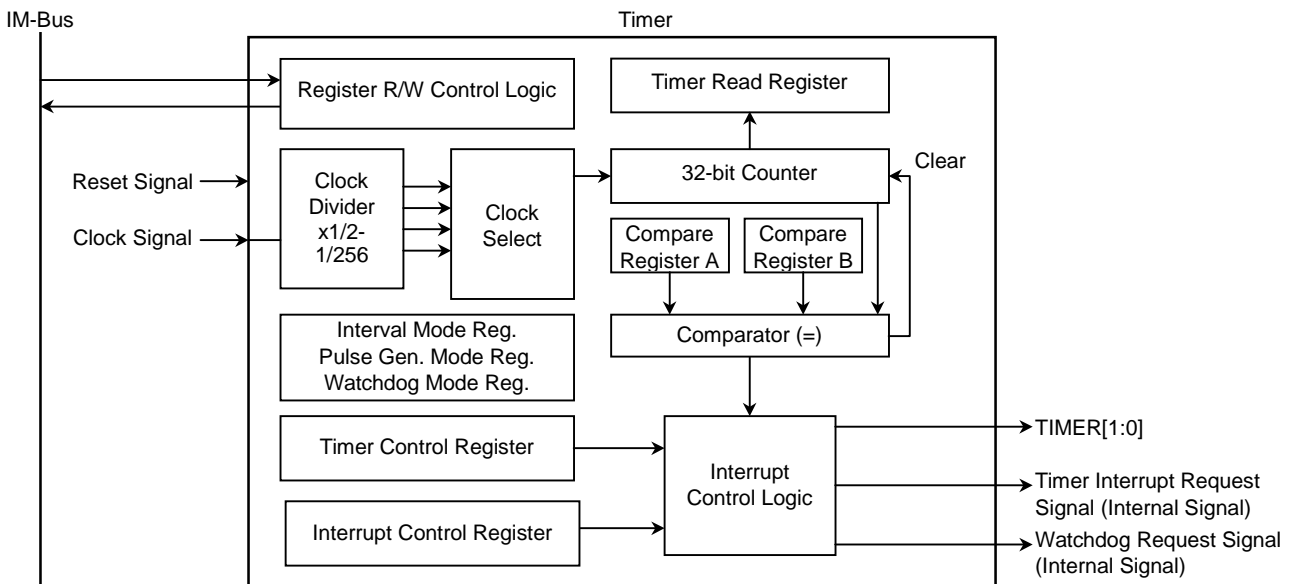 IM-Bus
Timer
Register R/W Control Logic
Timer Read Register
Reset Signal
Clock Signal
Clock
Divider
x1/2-
1/256
Clock
Select
32-bit Counter
Clear
Compare
Register A
Compare
Register B
Interval Mode Reg.
Pulse Gen. Mode Reg.
Watchdog Mode Reg.
Comparator (=)
Timer Control Register
Interrupt Control Register
Interrupt
Control Logic
TIMER[1:0]
Timer Interrupt Request
Signal (Internal Signal)
Watchdog Request Signal
(Internal Signal)